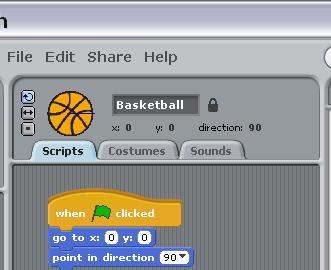 n
File Edit Share Help
Basketball
x: 0 y: 0 direction: 90
Scripts Costumes Sounds
when clicked
go to x: 0 y: 0
point in direction 90